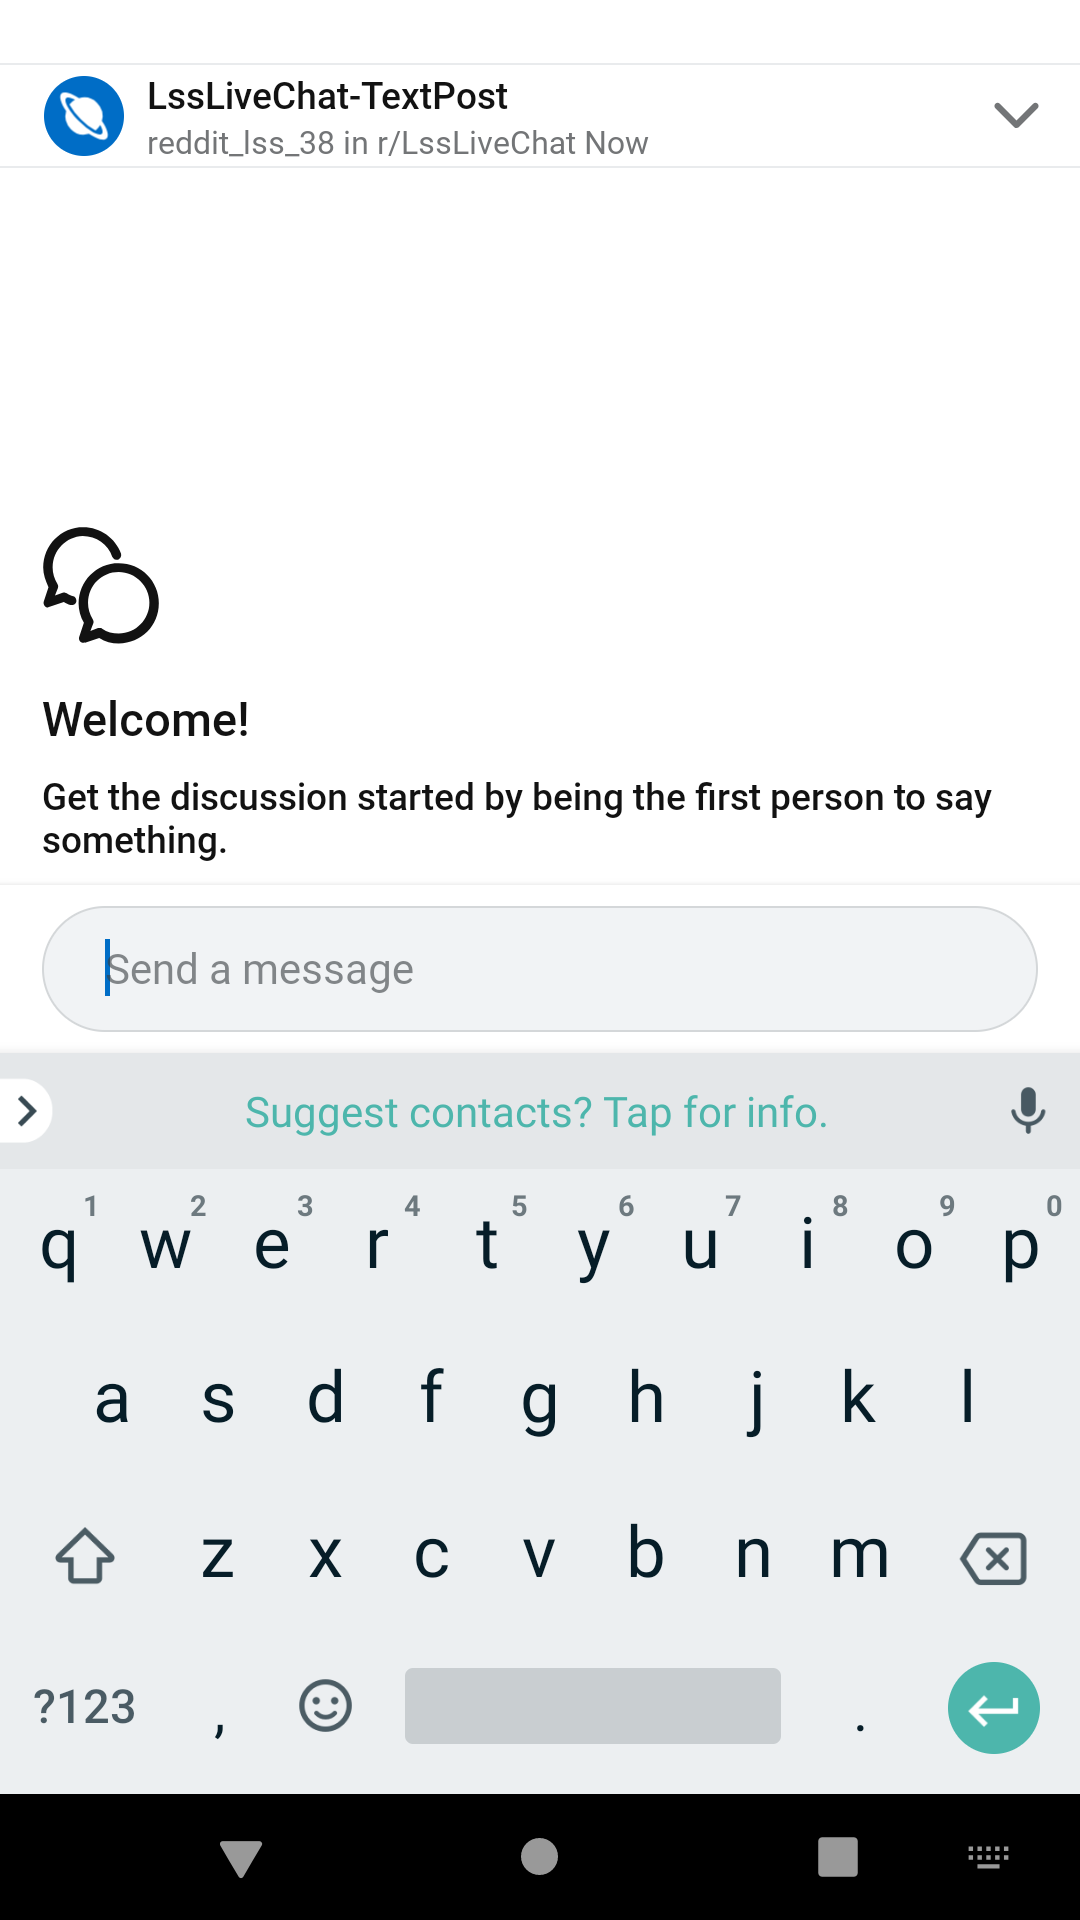 LssLiveChat-TextPost
reddit_lss_38 in r/LssLiveChat Now
Welcome!
Get the discussion started by being the first person to say
something.
Send a message
Suggest contacts? Tap for info.
1 2 3 4 5 6 7 8 9 0
q w e r t y u i o p
a s d f g h j k l
z x c v b n m
?123 , .